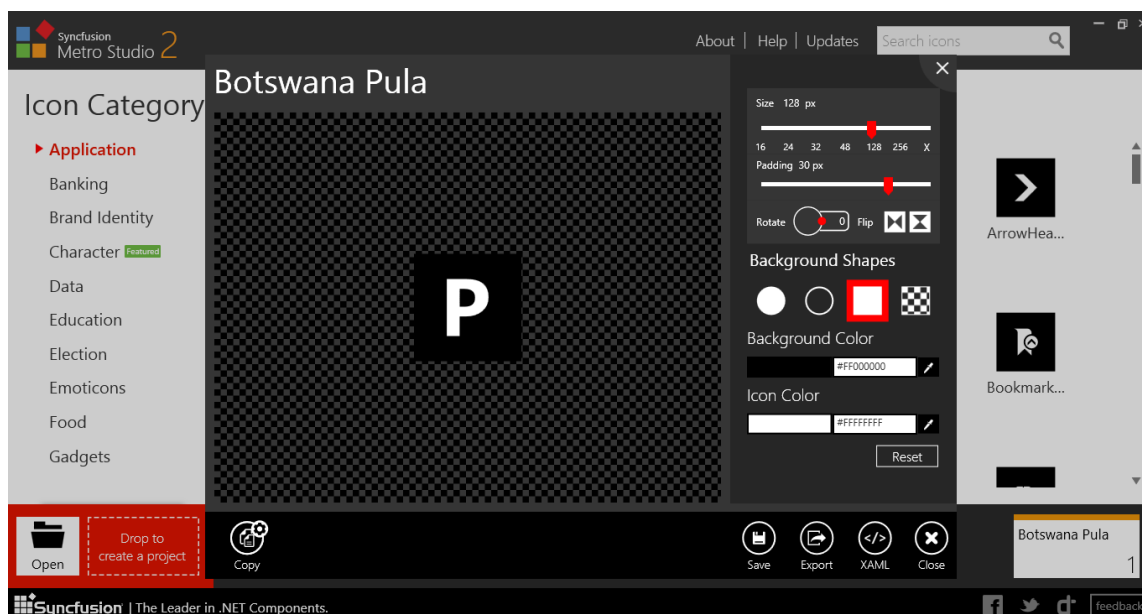 Syncfusion
Metro Studio 2
About | Help | Updates
Search icons
Icon Category
Application
Banking
Brand Identity
Character Featured
Data
Education
Election
Emoticons
Food
Gadgets
Botswana Pula
P
Size 128 px
16 24 32 48 128 256 X
Padding 30 px
Rotate 0 Flip
Background Shapes
Background Color
#FF000000
Icon Color
#FFFFFFFF
Reset
ArrowHea...
Bookmark...
Open
Drop to
create a project
Copy
Save Export XAML Close
Botswana Pula
1
Syncfusion | The Leader in .NET Components.
feedback